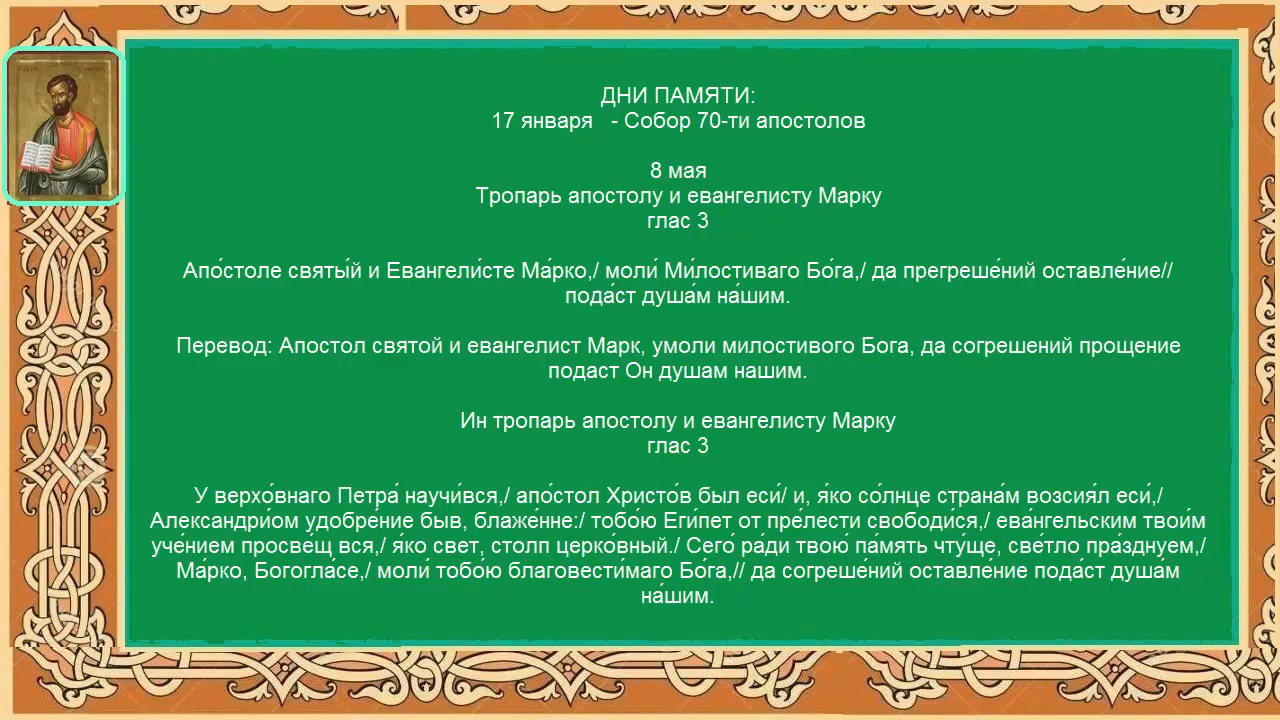 ДНИ ПАМЯТИ:
17 января - Собор 70-ти апостолов
8 мая
Тропарь апостолу и евангелисту Марку
глас 3
Апо́столе святы́й и Евангели́сте Ма́рко,/ моли́ Ми́лостиваго Бо́га,/ да прегреше́ний оставле́ние//
пода́ст душа́м на́шим.
Перевод: Апостол святой и евангелист Марк, умоли милостивого Бога, да согрешений прощение
подаст Он душам нашим.
Ин тропарь апостолу и евангелисту Марку
глас 3
У верхо́внаго Петра́ научи́вся,/ апо́стол Христо́в был еси́/ и, я́ко со́лнце страна́м возсия́л еси́,/
Александри́ом удобре́ние быв, блаже́нне:/ тобо́ю Еги́пет от пре́лести свободи́ся,/ ева́нгельским твои́м
уче́нием просве́щ вся,/ я́ко свет, столп церко́вный./ Сего́ ра́ди твою́ па́мять чту́ще, све́тло пра́зднуем,/
Ма́рко, Богогла́се,/ моли́ тобо́ю благовести́маго Бо́га,// да согреше́ний оставле́ние пода́ст душа́м
на́шим.